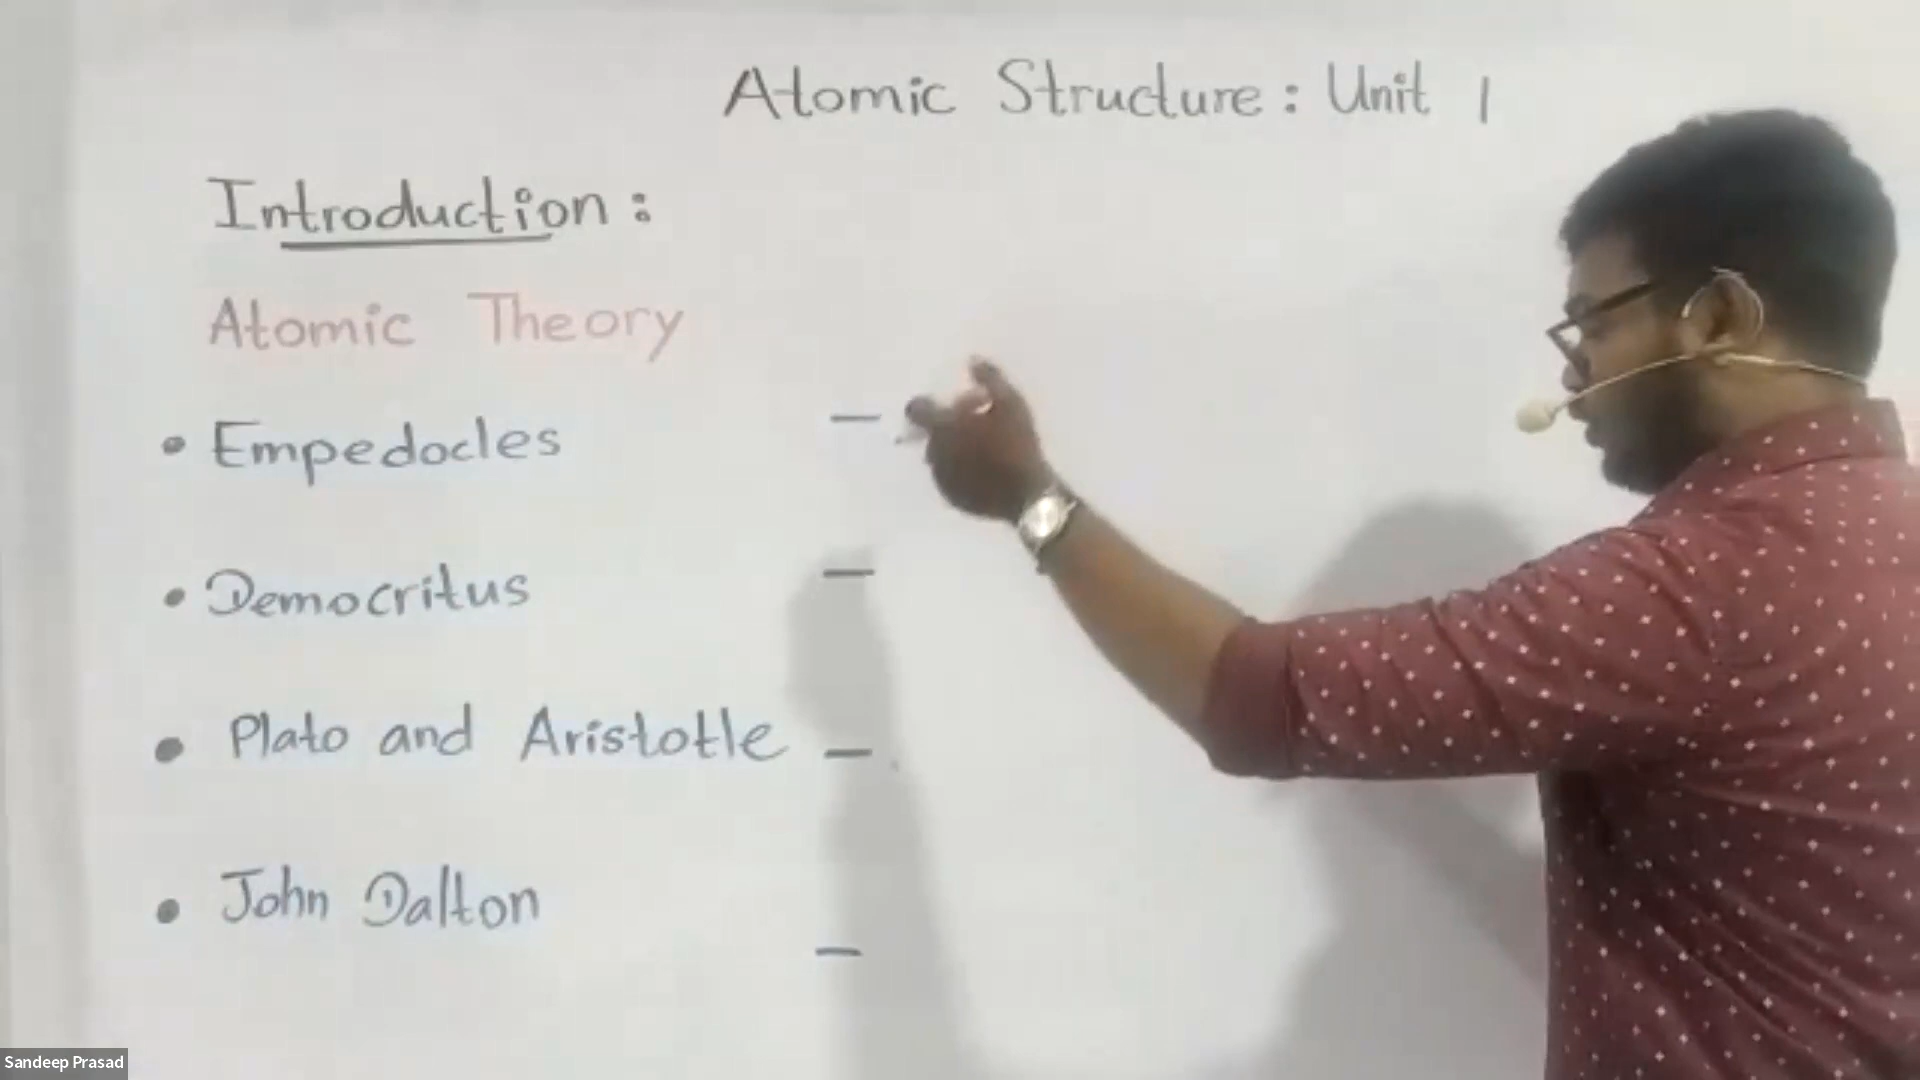 Atomic Structure: Unit 1
Introduction:
Atomic Theory
• Empedocles –
• Democritus –
• Plato and Aristotle –
• John Dalton –
Sandeep Prasad